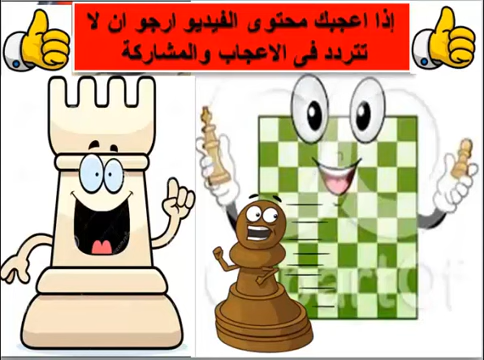 إذا اعجبك محتوى الفيديو ارجو ان لا
تتردد فى الاعجاب والمشاركة